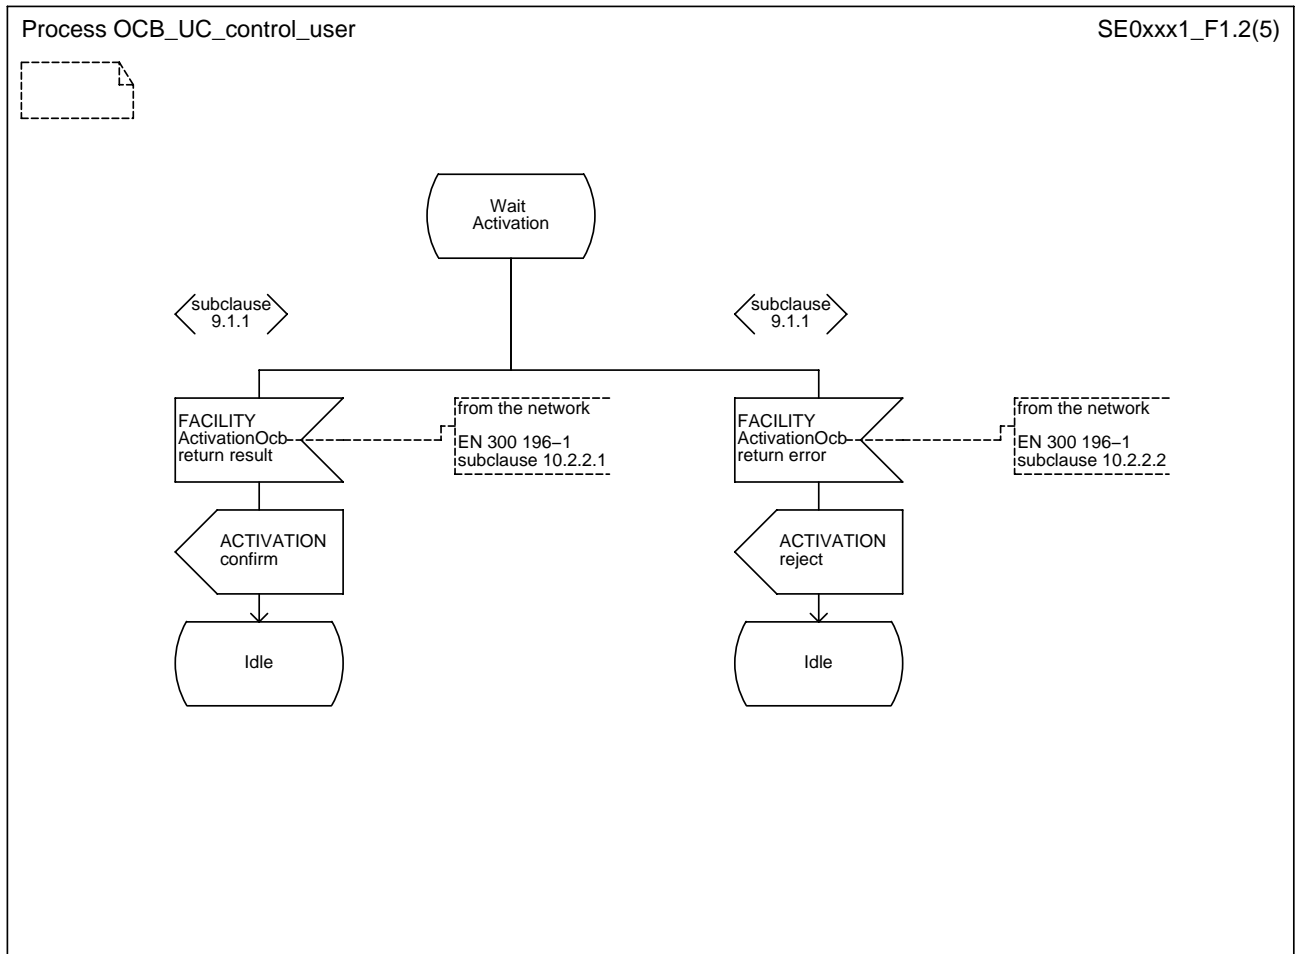 Process OCB_UC_control_user
SE0xxx1_F1.2(5)
Wait
Activation
subclause
9.1.1
subclause
9.1.1
FACILITY
ActivationOcb
return result
from the network
EN 300 196–1
subclause 10.2.2.1
FACILITY
ActivationOcb
return error
from the network
EN 300 196–1
subclause 10.2.2.2
ACTIVATION
confirm
ACTIVATION
reject
Idle
Idle